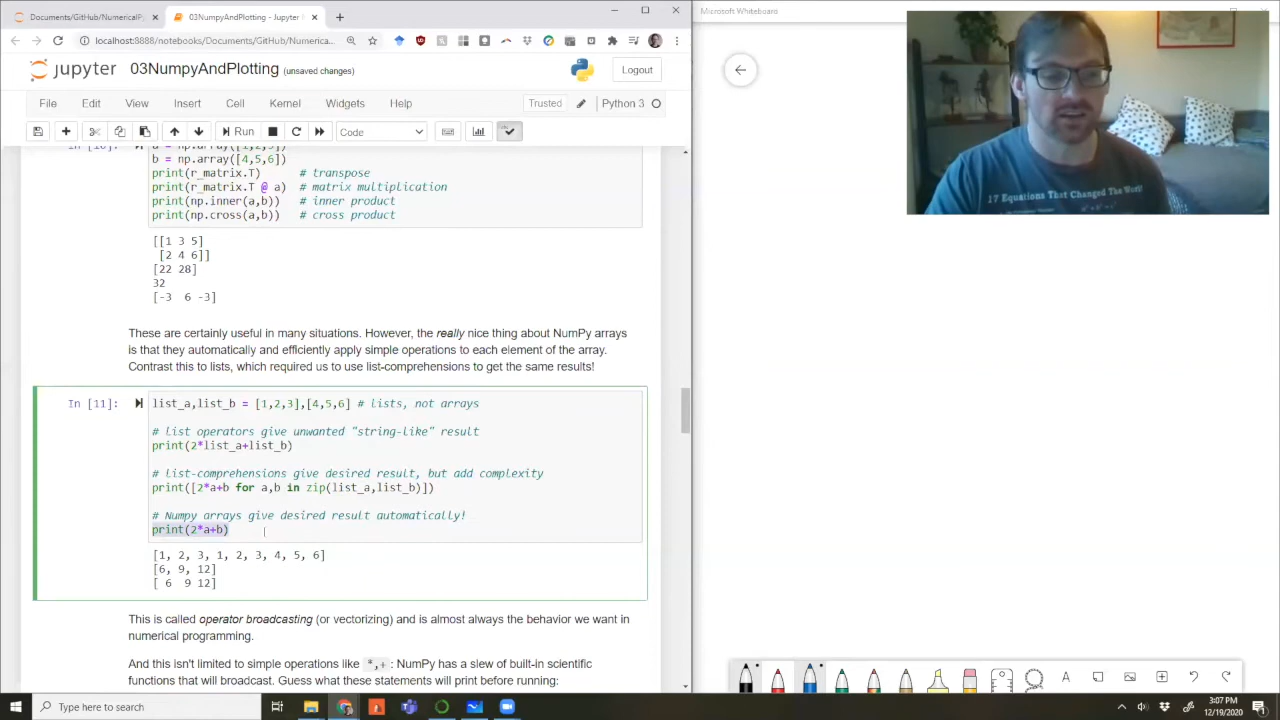 Documents/GitHub/NumericalPy
03NumpyAndPlotting - Jupyter
Microsoft Whiteboard
localhost:8888/notebooks/Documents/GitHub/Numerica...
jupyter 03NumpyAndPlotting (unsaved changes)
Logout
File Edit View Insert Cell Kernel Widgets Help
Trusted
Python 3
Run
Code
b = np.array([4,5,6])
print(r_matrix.T) # transpose
print(r_matrix.T @ a) # matrix multiplication
print(np.inner(a,b)) # inner product
print(np.cross(a,b)) # cross product
[[1 3 5]
[2 4 6]]
[22 28]
32
[-3 6 -3]
These are certainly useful in many situations. However, the really nice thing about NumPy arrays
is that they automatically and efficiently apply simple operations to each element of the array.
Contrast this to lists, which required us to use list-comprehensions to get the same results!
In [11]:
list_a,list_b = [1,2,3],[4,5,6] # lists, not arrays
# list operators give unwanted "string-like" result
print(2*list_a+list_b)
# list-comprehensions give desired result, but add complexity
print([2*a+b for a,b in zip(list_a,list_b)])
# Numpy arrays give desired result automatically!
print(2*a+b)
[1, 2, 3, 1, 2, 3, 4, 5, 6]
[6, 9, 12]
[ 6 9 12]
This is called operator broadcasting (or vectorizing) and is almost always the behavior we want in
numerical programming.
And this isn't limited to simple operations like *,+ : NumPy has a slew of built-in scientific
functions that will broadcast. Guess what these statements will print before running:
17 Equations That Changed The World
Type here to search
3:07 PM
12/19/2020